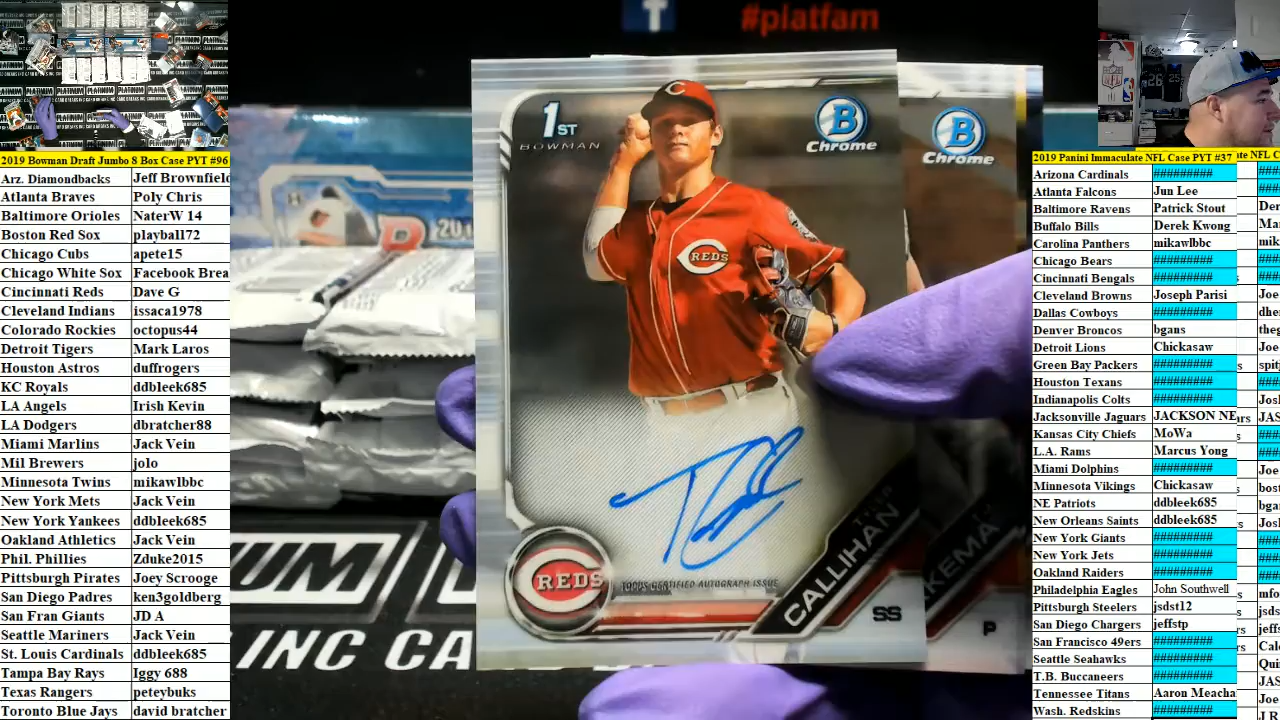 #platfam
2019 Bowman Draft Jumbo 8 Box Case PYT #96
Arz. Diamondbacks Jeff Brownfield
Atlanta Braves Poly Chris
Baltimore Orioles NaterW 14
Boston Red Sox playball72
Chicago Cubs apete15
Chicago White Sox Facebook Brea
Cincinnati Reds Dave G
Cleveland Indians issaca1978
Colorado Rockies octopus44
Detroit Tigers Mark Laros
Houston Astros duffrogers
KC Royals ddbleek685
LA Angels Irish Kevin
LA Dodgers dbratcher88
Miami Marlins Jack Vein
Mil Brewers jolo
Minnesota Twins mikawlbbc
New York Mets Jack Vein
New York Yankees ddbleek685
Oakland Athletics Jack Vein
Phil. Phillies Zduke2015
Pittsburgh Pirates Joey Scrooge
San Diego Padres ken3goldberg
San Fran Giants JD A
Seattle Mariners Jack Vein
St. Louis Cardinals ddbleek685
Tampa Bay Rays Iggy 688
Texas Rangers peteybuks
Toronto Blue Jays david bratcher
1ST
BOWMAN
B
Chrome
B
Chrome
C
REDS
REDS
TOPPS CERTIFIED AUTOGRAPH ISSUE
TYLER
CALLIHAN
SS
P
UM
INC CA
2019 Panini Immaculate NFL Case PYT #37
Arizona Cardinals #########
Atlanta Falcons Jun Lee
Baltimore Ravens Patrick Stout
Buffalo Bills Derek Kwong
Carolina Panthers mikawlbbc
Chicago Bears #########
Cincinnati Bengals #########
Cleveland Browns Joseph Parisi
Dallas Cowboys #########
Denver Broncos bgans
Detroit Lions Chickasaw
Green Bay Packers #########
Houston Texans #########
Indianapolis Colts #########
Jacksonville Jaguars JACKSON NE
Kansas City Chiefs MoWa
L.A. Rams Marcus Yong
Miami Dolphins #########
Minnesota Vikings Chickasaw
NE Patriots ddbleek685
New Orleans Saints ddbleek685
New York Giants #########
New York Jets #########
Oakland Raiders #########
Philadelphia Eagles John Southwell
Pittsburgh Steelers jsdst12
San Diego Chargers jeffstp
San Francisco 49ers #########
Seattle Seahawks #########
T.B. Buccaneers #########
Tennessee Titans Aaron Meacha
Wash. Redskins #########